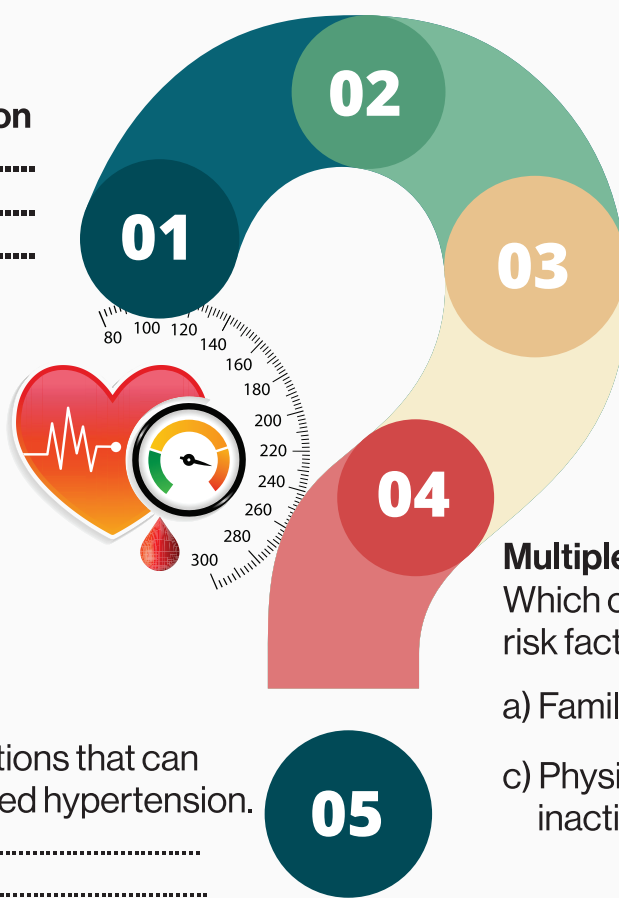 on
01
02
03
80
100
120
140
160
180
200
220
240
260
280
300
04
Multiple
Which
risk fact
a) Famil
c) Physi
inacti
tions that can
ed hypertension.
05